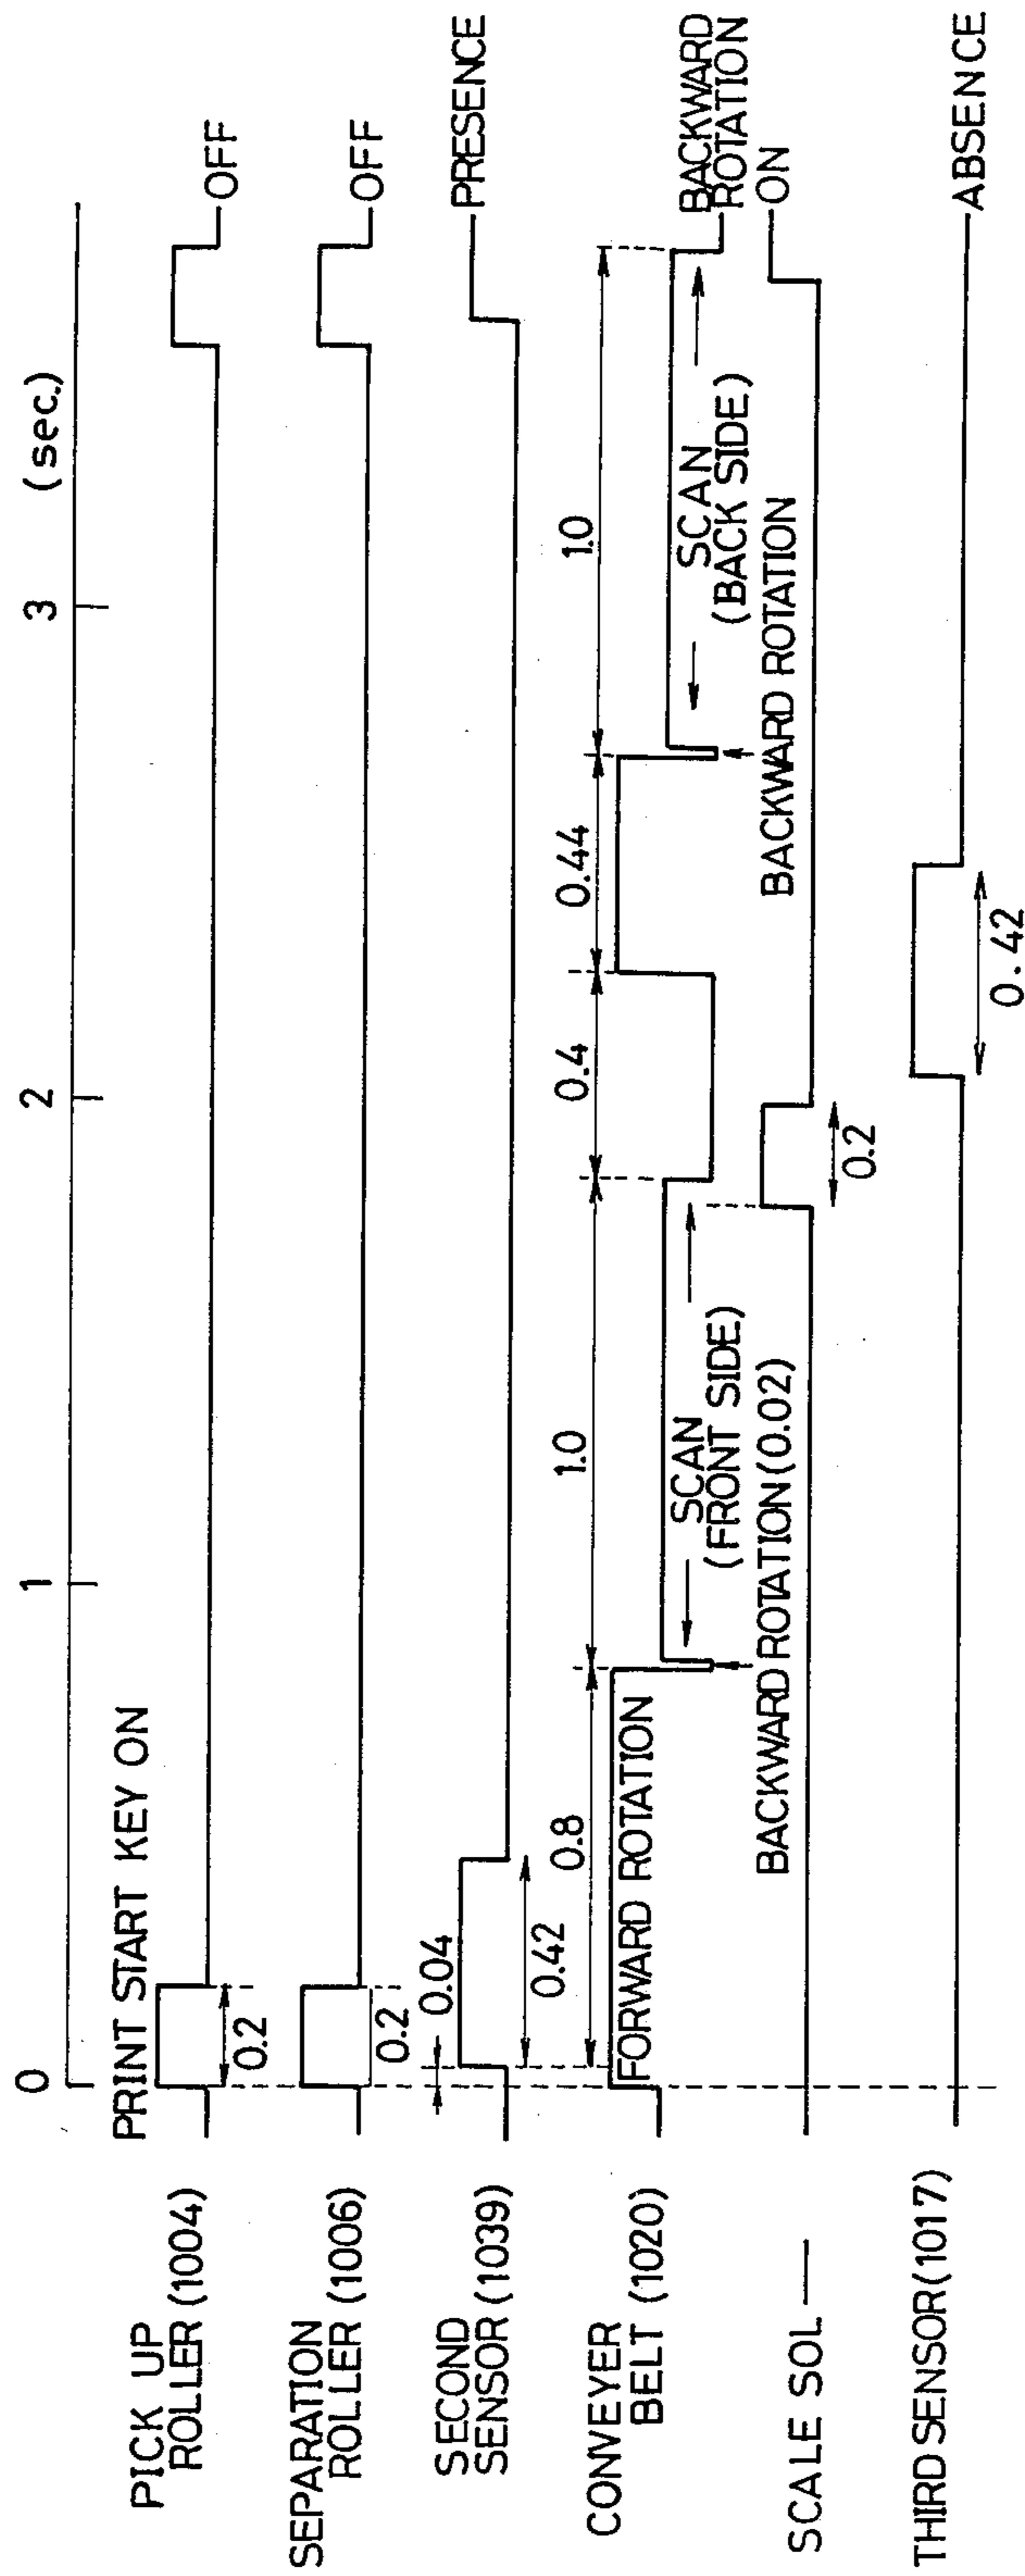 0 1 2 3 (sec.)
PRINT START KEY ON
PICK UP
ROLLER (1004)
0.2
OFF
SEPARATION
ROLLER (1006)
0.2
OFF
SECOND
SENSOR (1039)
0.04
0.42
PRESENCE
CONVEYER
BELT (1020)
0.8
1.0
0.4
0.44
1.0
FORWARD ROTATION
SCAN
(FRONT SIDE)
BACKWARD ROTATION (0.02)
SCAN
(BACK SIDE)
BACKWARD ROTATION
BACKWARD
ROTATION
SCALE SOL
0.2
ON
THIRD SENSOR (1017)
0.42
ABSENCE